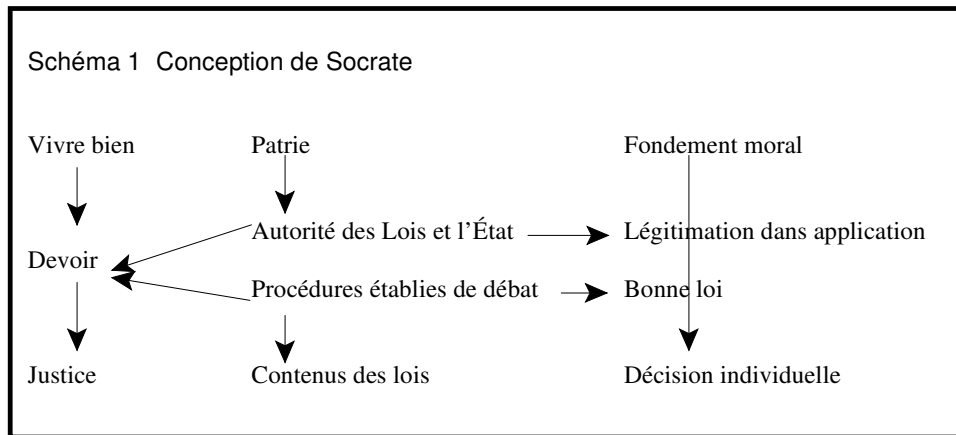 Schéma 1  Conception de Socrate
Vivre bien Patrie Fondement moral
Autorité des Lois et l'État Légitimation dans application
Devoir
Procédures établies de débat Bonne loi
Justice Contenus des lois Décision individuelle